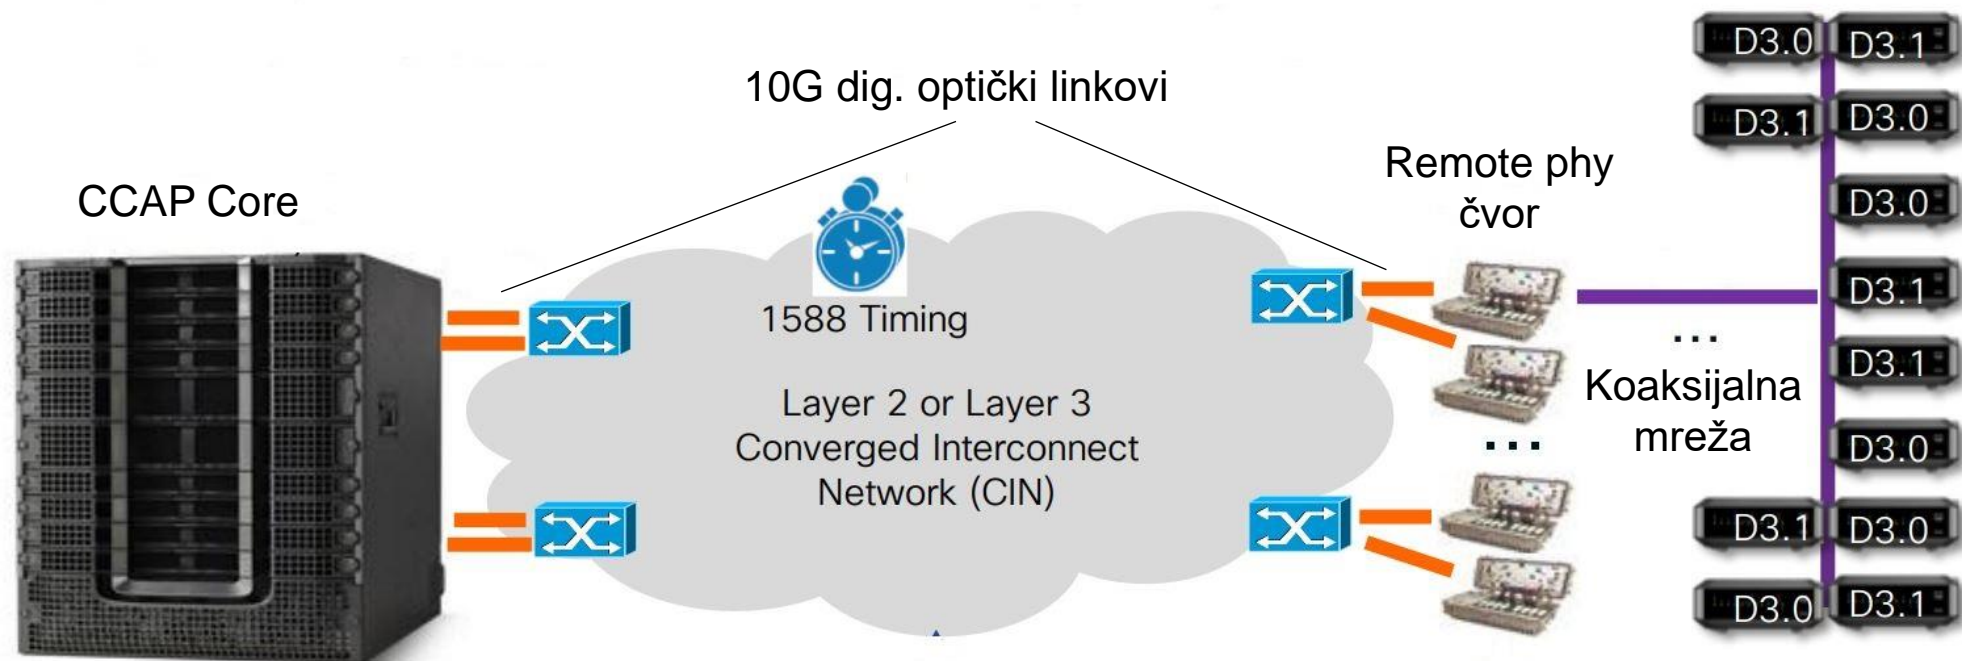 10G dig. optički linkovi
CCAP Core
Remote phy
čvor
1588 Timing
Layer 2 or Layer 3
Converged Interconnect
Network (CIN)
...
Koaksijalna
mreža
...
D3.0 D3.1
D3.1 D3.0
D3.0
D3.1
D3.1
D3.0
D3.1 D3.0
D3.0 D3.1